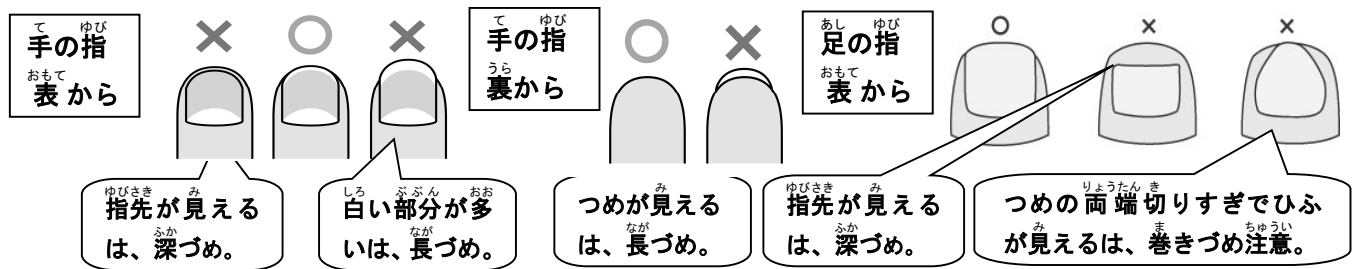 手の指
表から
× ○ ×
指先が見える
は、深づめ。
白い部分が多
いは、長づめ。
手の指
裏から
○ ×
つめが見える
は、長づめ。
足の指
表から
○ × ×
指先が見える
は、深づめ。
つめの両端切りすぎでひふ
が見えるは、巻きづめ注意。